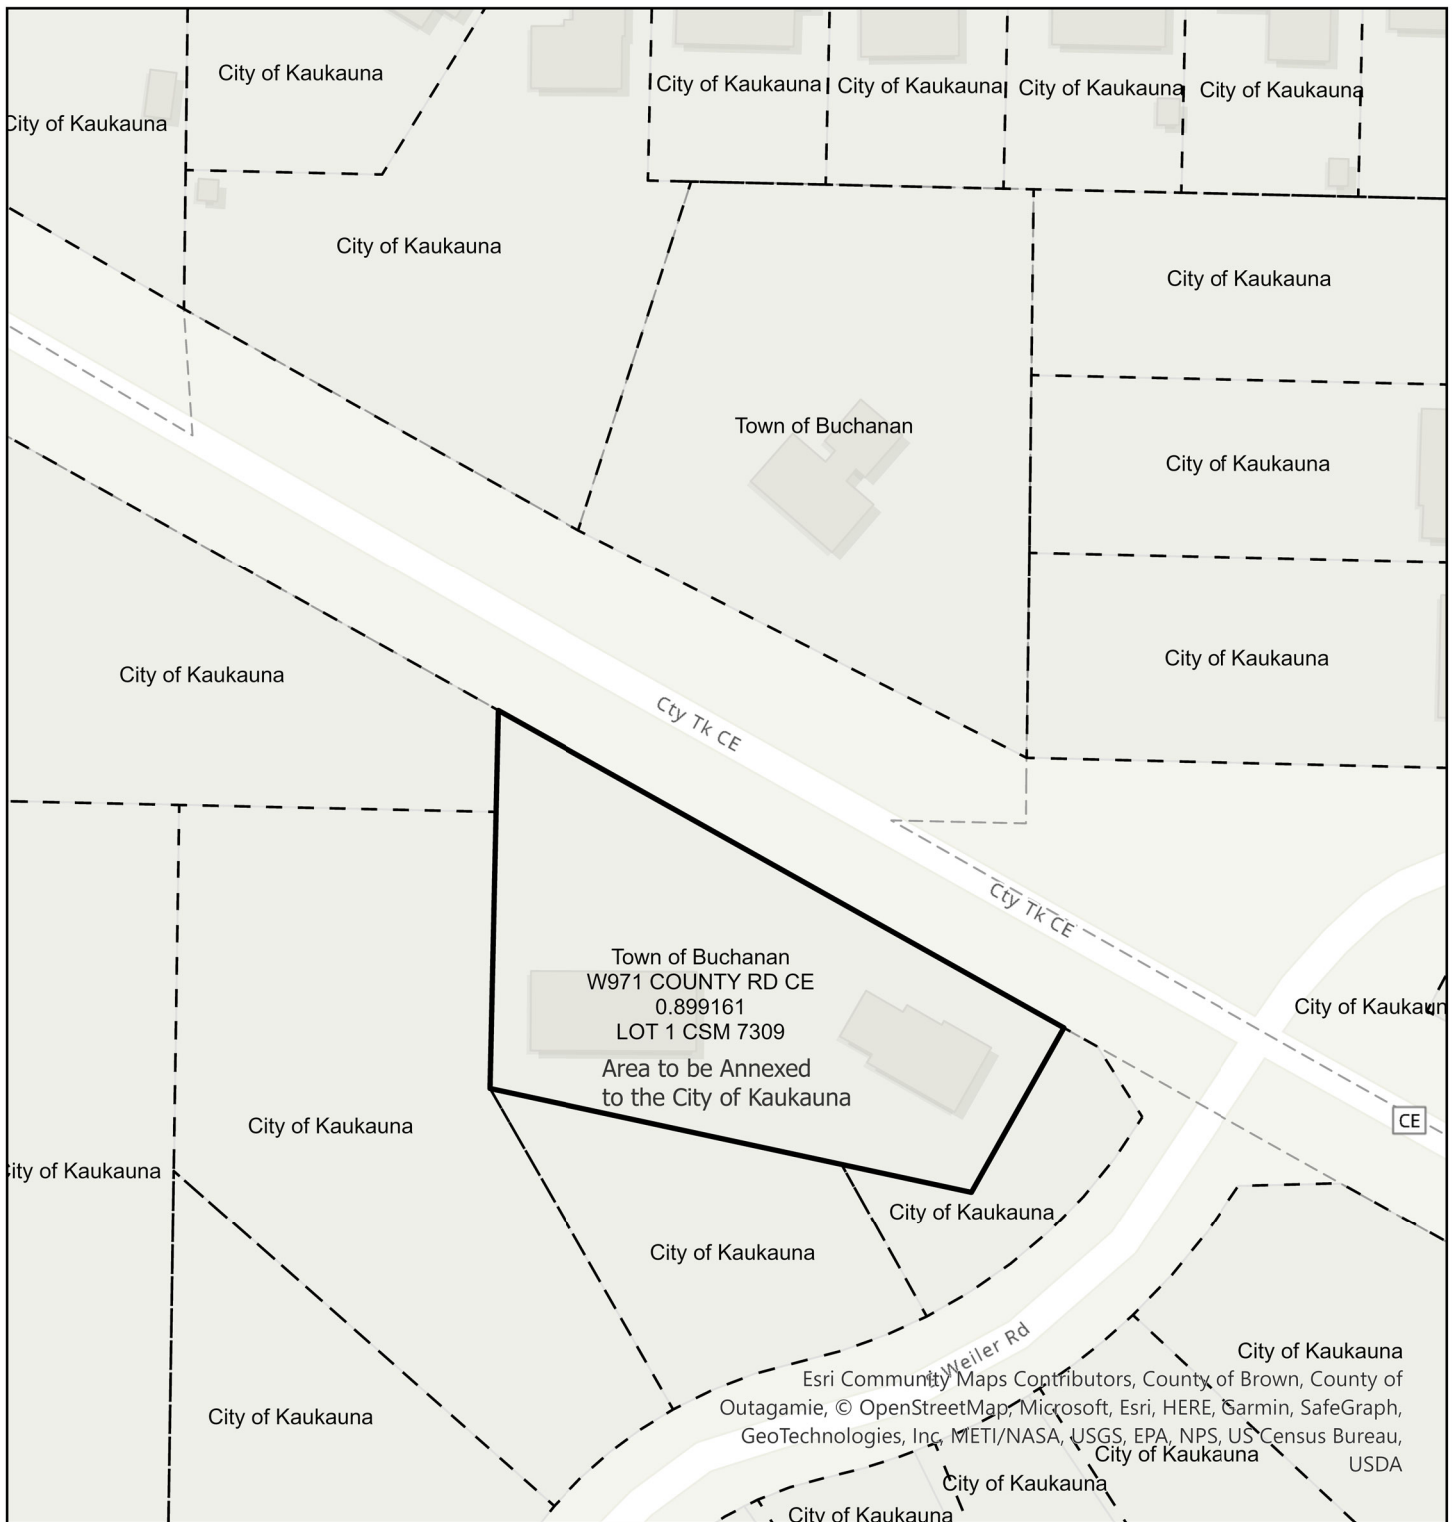 City of Kaukauna
City of Kaukauna
City of Kaukauna
City of Kaukauna
City of Kaukauna
City of Kaukauna
City of Kaukauna
City of Kaukauna
Town of Buchanan
City of Kaukauna
City of Kaukauna
City of Kaukauna
Cty Tk CE
City of Kaukauna
Cty Tk CE
Town of Buchanan
W971 COUNTY RD CE
0.899161
LOT 1 CSM 7309
Area to be Annexed
to the City of Kaukauna
City of Kaukaun
CE
City of Kaukauna
City of Kaukauna
City of Kaukauna
City of Kaukauna
Weiler Rd
City of Kaukauna
Esri Community Maps Contributors, County of Brown, County of
Outagamie, © OpenStreetMap, Microsoft, Esri, HERE, Garmin, SafeGraph,
GeoTechnologies, Inc, METI/NASA, USGS, EPA, NPS, US Census Bureau,
USDA
City of Kaukauna
City of Kaukauna
City of Kaukauna
City of Kaukauna